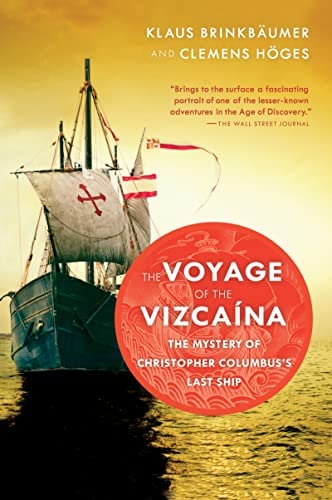 KLAUS BRINKBÄUMER
AND CLEMENS HÖGES
"Brings to the surface a fascinating
portrait of one of the lesser-known
adventures in the Age of Discovery."
—THE WALL STREET JOURNAL
THE VOYAGE
OF THE
VIZCAÍNA
THE MYSTERY OF
CHRISTOPHER COLUMBUS'S
LAST SHIP